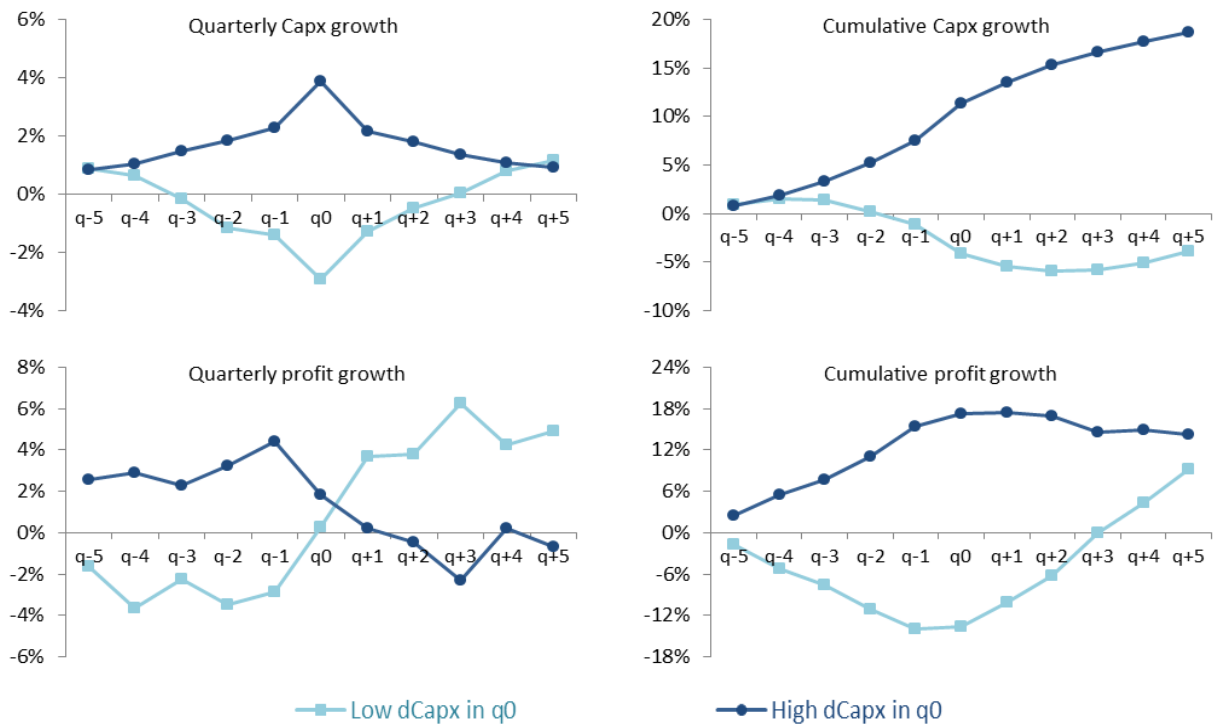 Quarterly Capx growth
6%
4%
2%
0%
-2%
-4%
q-5 q-4 q-3 q-2 q-1 q0 q+1 q+2 q+3 q+4 q+5
Cumulative Capx growth
20%
15%
10%
5%
0%
-5%
-10%
q-5 q-4 q-3 q-2 q-1 q0 q+1 q+2 q+3 q+4 q+5
Quarterly profit growth
8%
6%
4%
2%
0%
-2%
-4%
-6%
q-5 q-4 q-3 q-2 q-1 q0 q+1 q+2 q+3 q+4 q+5
Cumulative profit growth
24%
18%
12%
6%
0%
-6%
-12%
-18%
q-5 q-4 q-3 q-2 q-1 q0 q+1 q+2 q+3 q+4 q+5
Low dCapx in q0
High dCapx in q0